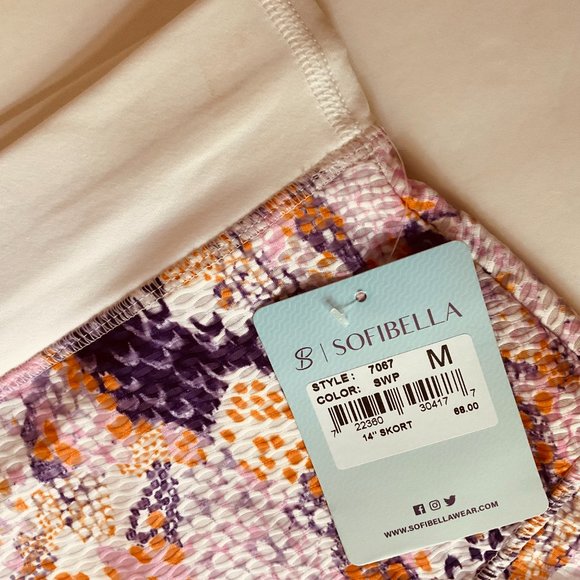 SB | SOFIBELLA
STYLE: 7067
COLOR: SWP M
7 22360 30417 7
14" SKORT 68.00
WWW.SOFIBELLAWEAR.COM